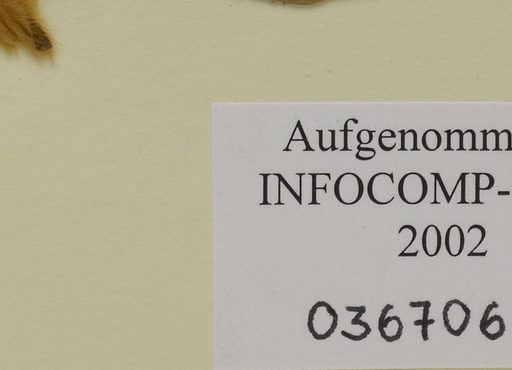 Aufgenomm
INFOCOMP-
2002
036706